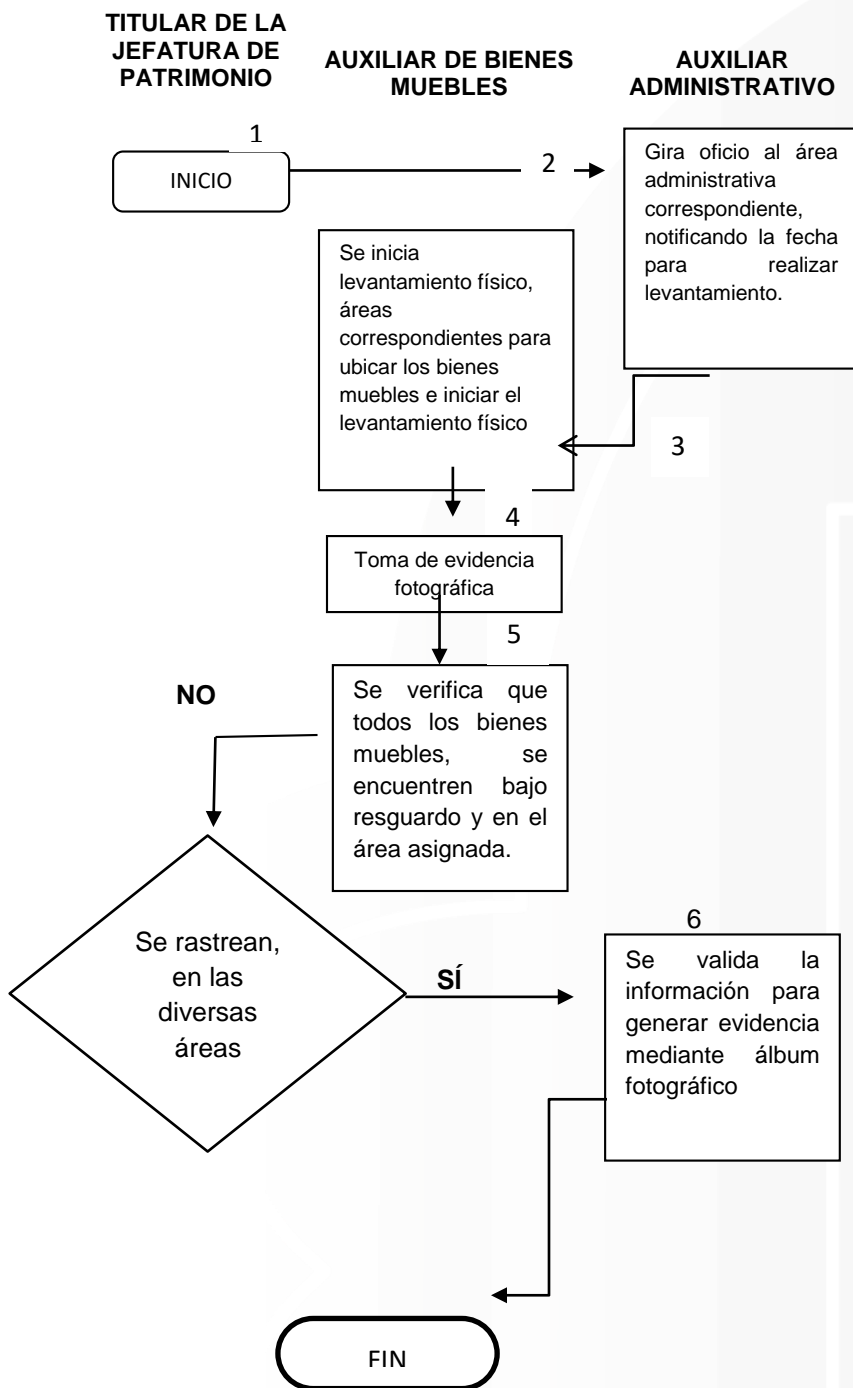 TITULAR DE LA
JEFATURA DE
PATRIMONIO
AUXILIAR DE BIENES
MUEBLES
AUXILIAR
ADMINISTRATIVO
1
INICIO
2
Gira oficio al área
administrativa
correspondiente,
notificando la fecha
para realizar
levantamiento.
Se inicia
levantamiento físico,
áreas
correspondientes para
ubicar los bienes
muebles e iniciar el
levantamiento físico
3
4
Toma de evidencia
fotográfica
5
Se verifica que
todos los bienes
muebles, se
encuentren bajo
resguardo y en el
área asignada.
NO
Se rastrean,
en las
diversas
áreas
SÍ
6
Se valida la
información para
generar evidencia
mediante álbum
fotográfico
FIN